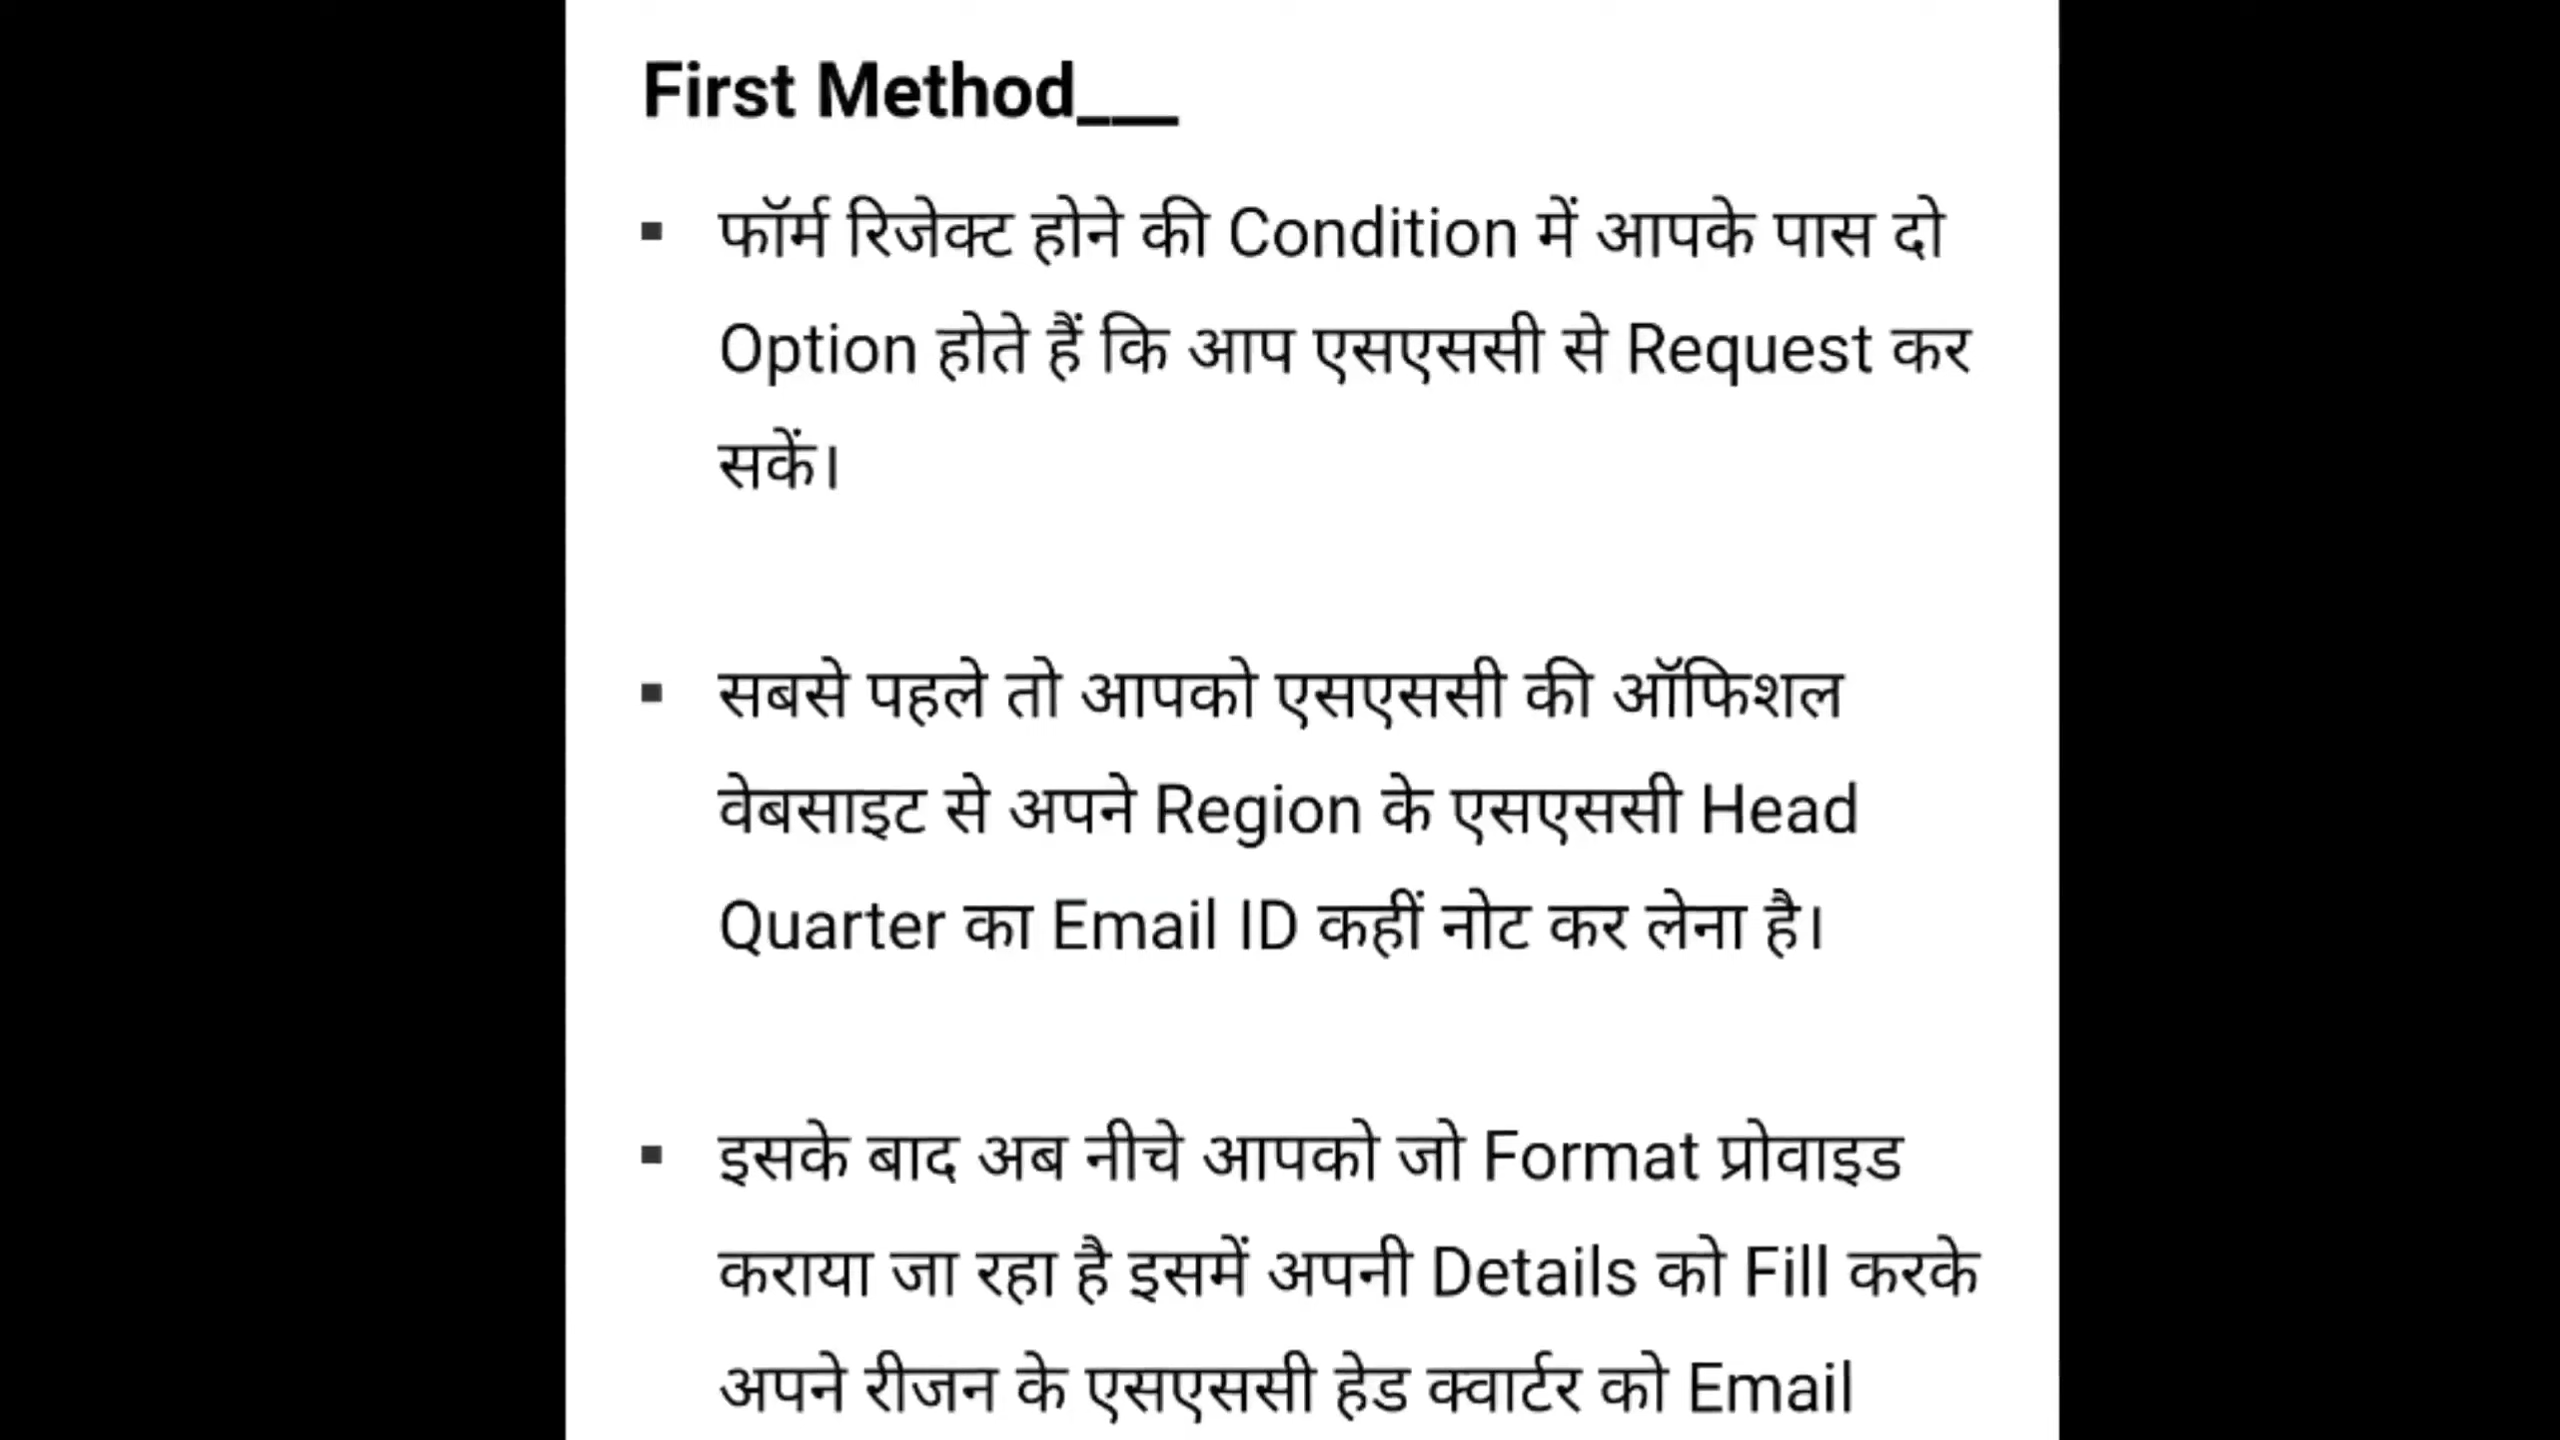 First Method___
▪ फॉर्म रिजेक्ट होने की Condition में आपके पास दो
Option होते हैं कि आप एसएससी से Request कर
सकें।
▪ सबसे पहले तो आपको एसएससी की ऑफिशल
वेबसाइट से अपने Region के एसएससी Head
Quarter का Email ID कहीं नोट कर लेना है।
▪ इसके बाद अब नीचे आपको जो Format प्रोवाइड
कराया जा रहा है इसमें अपनी Details को Fill करके
अपने रीजन के एसएससी हेड क्वार्टर को Email